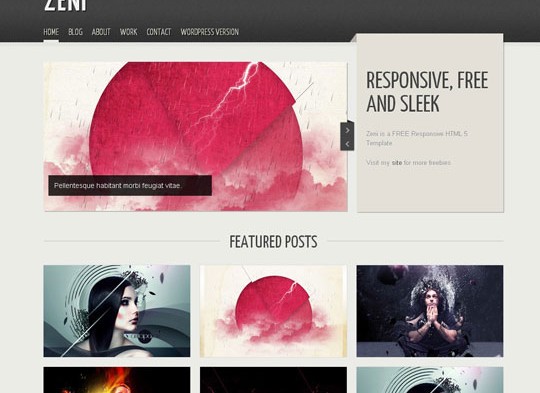 ZENI
HOME BLOG ABOUT WORK CONTACT WORDPRESS VERSION
RESPONSIVE, FREE
AND SLEEK
Zeni is a FREE Responsive HTML 5
Template
Visit my site for more freebies
Pellentesque habitant morbi feugiat vitae.
FEATURED POSTS